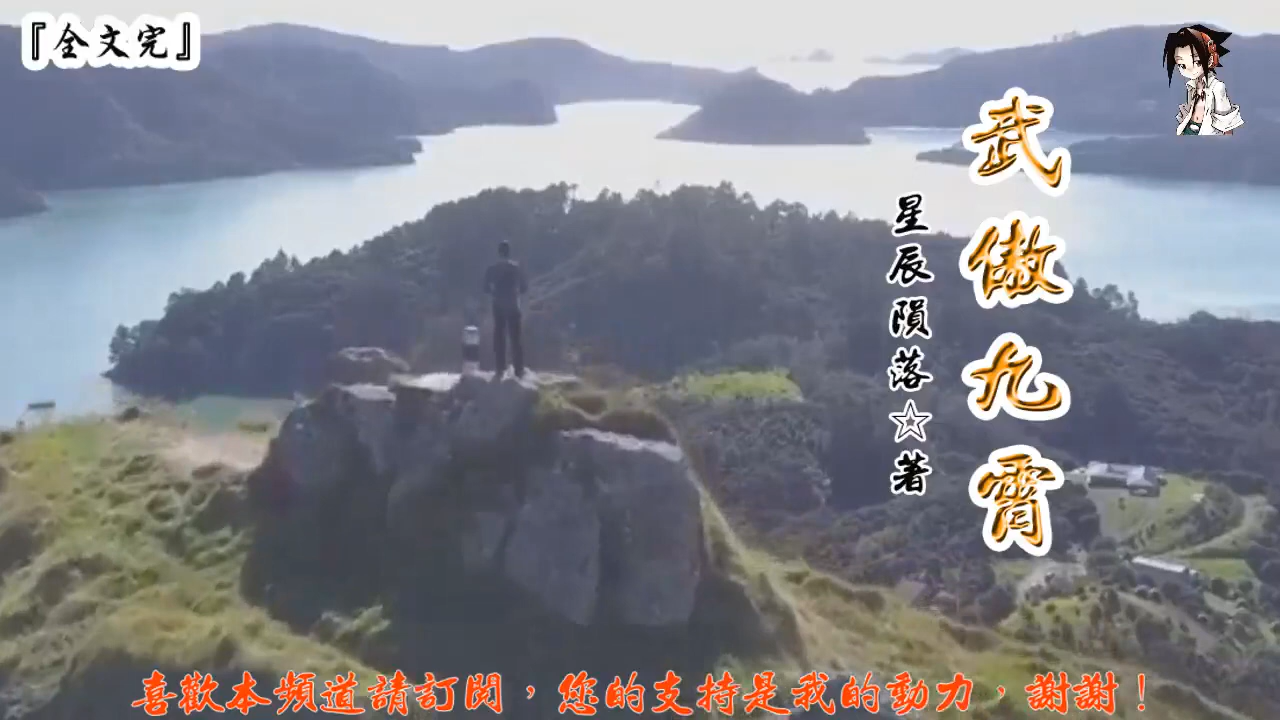 『全文完』
武傲九霄
星辰隕落☆著
喜歡本頻道請訂閱，您的支持是我的動力，謝謝！